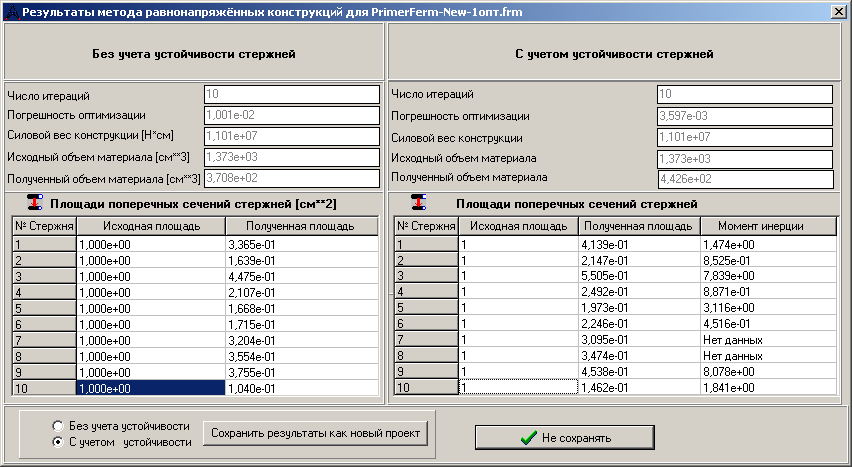 Результаты метода равнонапряжённых конструкций для PrimerFerm-New-1опт.frm
Без учета устойчивости стержней
Число итераций 10
Погрешность оптимизации 1,001e-02
Силовой вес конструкции [Н*см] 1,101e+07
Исходный объем материала [см**3] 1,373e+03
Полученный объем материала [см**3] 3,708e+02
Площади поперечных сечений стержней [см**2]
№ Стержня Исходная площадь Полученная площадь
1 1,000e+00 3,365e-01
2 1,000e+00 1,639e-01
3 1,000e+00 4,475e-01
4 1,000e+00 2,107e-01
5 1,000e+00 1,668e-01
6 1,000e+00 1,715e-01
7 1,000e+00 3,204e-01
8 1,000e+00 3,554e-01
9 1,000e+00 3,755e-01
10 1,000e+00 1,040e-01
С учетом устойчивости стержней
Число итераций 10
Погрешность оптимизации 3,597e-03
Силовой вес конструкции 1,101e+07
Исходный объем материала 1,373e+03
Полученный объем материала 4,426e+02
Площади поперечных сечений стержней
№ Стержня Исходная площадь Полученная площадь Момент инерции
1 1 4,139e-01 1,474e+00
2 1 2,147e-01 8,525e-01
3 1 5,505e-01 7,839e+00
4 1 2,492e-01 8,871e-01
5 1 1,973e-01 3,116e+00
6 1 2,246e-01 4,516e-01
7 1 3,095e-01 Нет данных
8 1 3,474e-01 Нет данных
9 1 4,538e-01 8,078e+00
10 1 1,462e-01 1,841e+00
Без учета устойчивости
С учетом устойчивости
Сохранить результаты как новый проект
Не сохранять